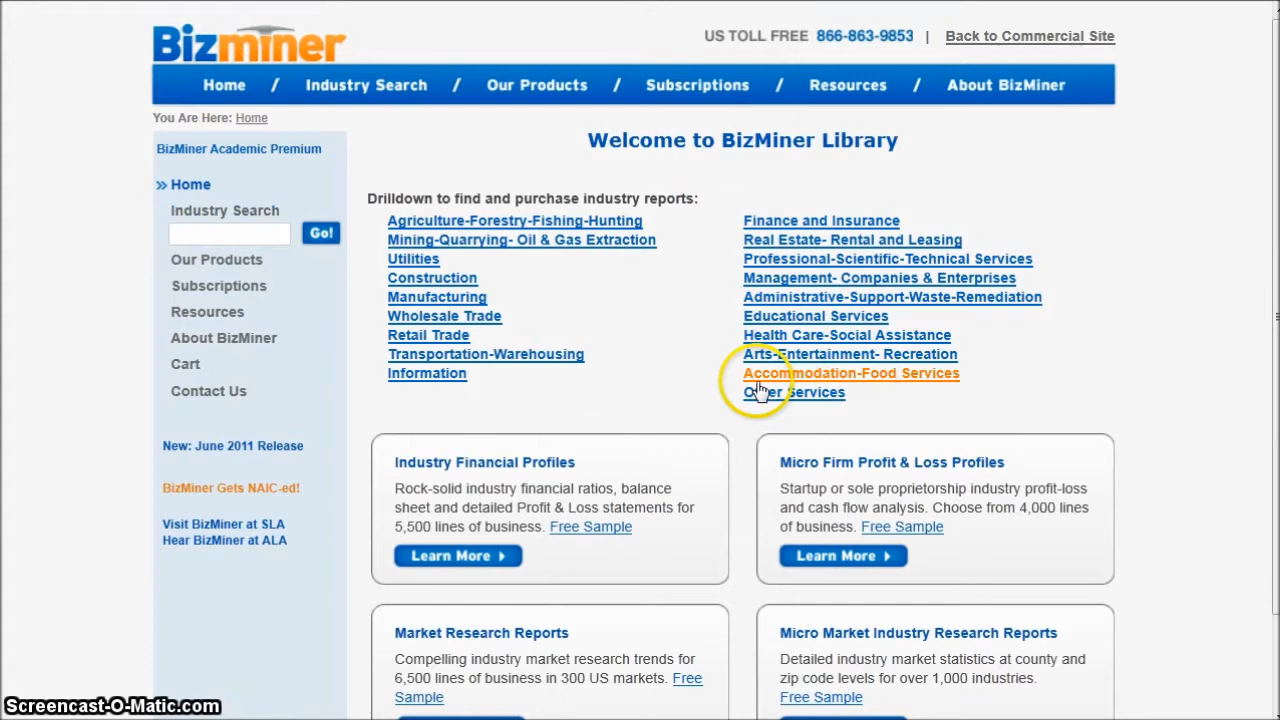 Bizminer
US TOLL FREE 866-863-9853 | Back to Commercial Site
Home / Industry Search / Our Products / Subscriptions / Resources / About BizMiner
You Are Here: Home
BizMiner Academic Premium
» Home
Industry Search
Go!
Our Products
Subscriptions
Resources
About BizMiner
Cart
Contact Us
New: June 2011 Release
BizMiner Gets NAIC-ed!
Visit BizMiner at SLA
Hear BizMiner at ALA
Welcome to BizMiner Library
Drilldown to find and purchase industry reports:
Agriculture-Forestry-Fishing-Hunting
Mining-Quarrying- Oil & Gas Extraction
Utilities
Construction
Manufacturing
Wholesale Trade
Retail Trade
Transportation-Warehousing
Information
Finance and Insurance
Real Estate- Rental and Leasing
Professional-Scientific-Technical Services
Management- Companies & Enterprises
Administrative-Support-Waste-Remediation
Educational Services
Health Care-Social Assistance
Arts-Entertainment- Recreation
Accommodation-Food Services
Other Services
Industry Financial Profiles
Rock-solid industry financial ratios, balance
sheet and detailed Profit & Loss statements for
5,500 lines of business. Free Sample
Learn More
Micro Firm Profit & Loss Profiles
Startup or sole proprietorship industry profit-loss
and cash flow analysis. Choose from 4,000 lines
of business. Free Sample
Learn More
Market Research Reports
Compelling industry market research trends for
6,500 lines of business in 300 US markets. Free
Sample
Micro Market Industry Research Reports
Detailed industry market statistics at county and
zip code levels for over 1,000 industries.
Free Sample
Screencast-O-Matic.com